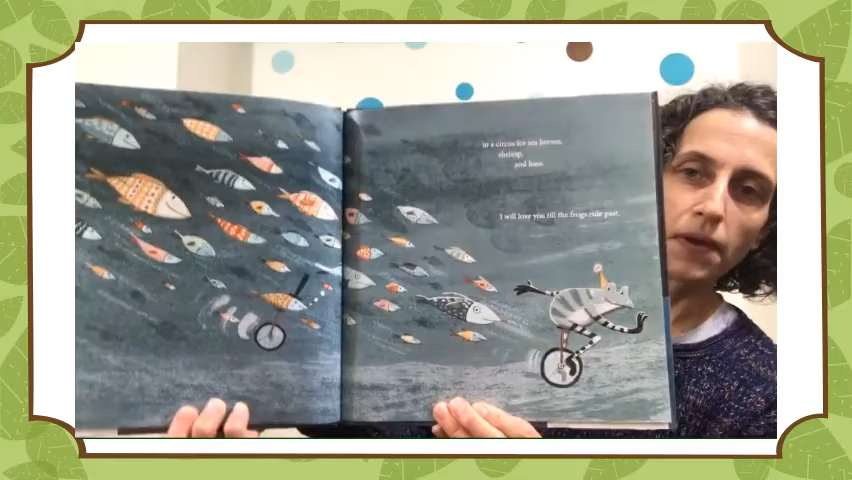 in a circus for sea horses,
shrimp,
and bass.
I will love you till the frogs ride past.